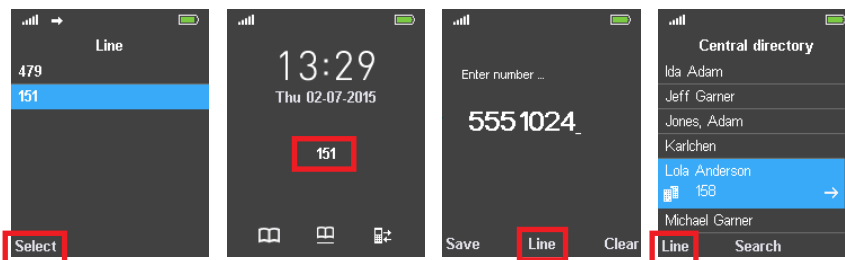 Line
479
151
Select
13:29
Thu 02-07-2015
151
Enter number ...
5551024_
Save Line Clear
Central directory
Ida Adam
Jeff Garner
Jones, Adam
Karlchen
Lola Anderson
158
Michael Garner
Line Search